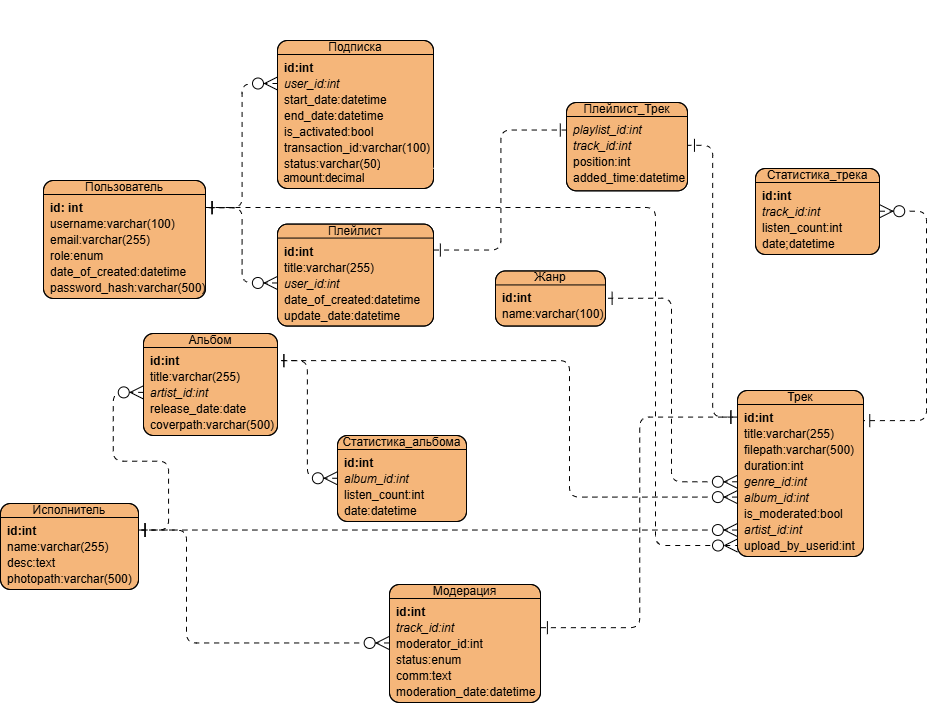 Подписка
id:int
user_id:int
start_date:datetime
end_date:datetime
is_activated:bool
transaction_id:varchar(100)
status:varchar(50)
amount:decimal
Плейлист_Трек
playlist_id:int
track_id:int
position:int
added_time:datetime
Статистика_трека
id:int
track_id:int
listen_count:int
date;datetime
Пользователь
id: int
username:varchar(100)
email:varchar(255)
role:enum
date_of_created:datetime
password_hash:varchar(500)
Плейлист
id:int
title:varchar(255)
user_id:int
date_of_created:datetime
update_date:datetime
Жанр
id:int
name:varchar(100)
Альбом
id:int
title:varchar(255)
artist_id:int
release_date:date
coverpath:varchar(500)
Трек
id:int
title:varchar(255)
filepath:varchar(500)
duration:int
genre_id:int
album_id:int
is_moderated:bool
artist_id:int
upload_by_userid:int
Статистика_альбома
id:int
album_id:int
listen_count:int
date:datetime
Исполнитель
id:int
name:varchar(255)
desc:text
photopath:varchar(500)
Модерация
id:int
track_id:int
moderator_id:int
status:enum
comm:text
moderation_date:datetime